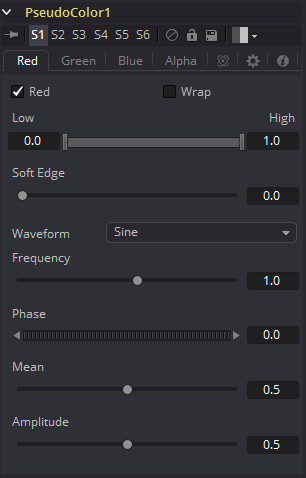 PseudoColor1
S1 S2 S3 S4 S5 S6
Red Green Blue Alpha
Red Wrap
Low High
0.0 1.0
Soft Edge
0.0
Waveform Sine
Frequency
1.0
Phase
0.0
Mean
0.5
Amplitude
0.5